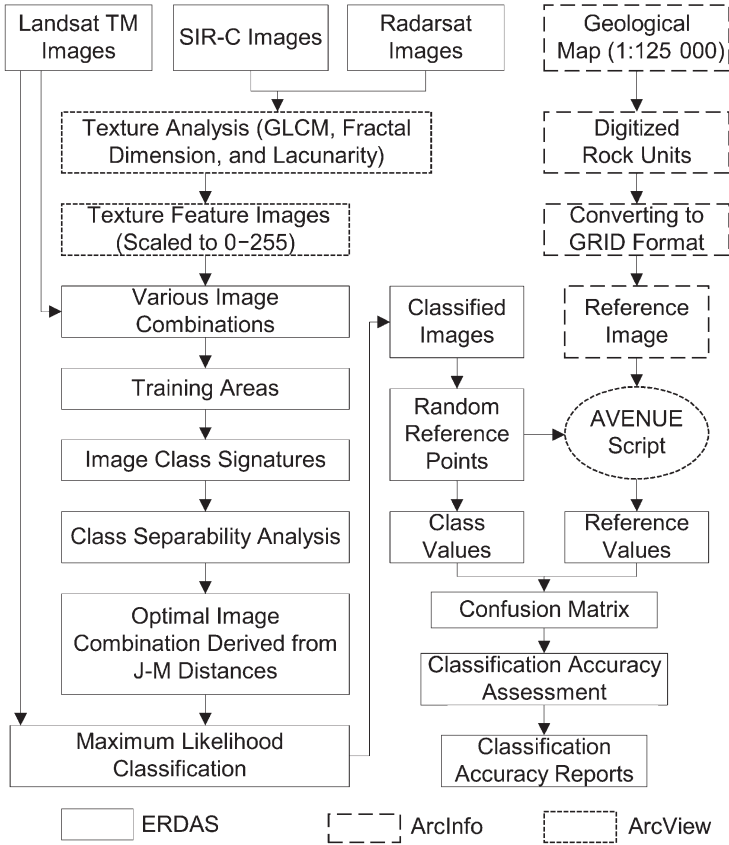 Landsat TM
Images
SIR-C Images
Radarsat
Images
Geological
Map (1:125 000)
Texture Analysis (GLCM, Fractal
Dimension, and Lacunarity)
Digitized
Rock Units
Texture Feature Images
(Scaled to 0−255)
Converting to
GRID Format
Various Image
Combinations
Classified
Images
Reference
Image
Training Areas
Random
Reference
Points
AVENUE
Script
Image Class Signatures
Class Separability Analysis
Class
Values
Reference
Values
Optimal Image
Combination Derived from
J-M Distances
Confusion Matrix
Classification Accuracy
Assessment
Maximum Likelihood
Classification
Classification
Accuracy Reports
ERDAS
ArcInfo
ArcView